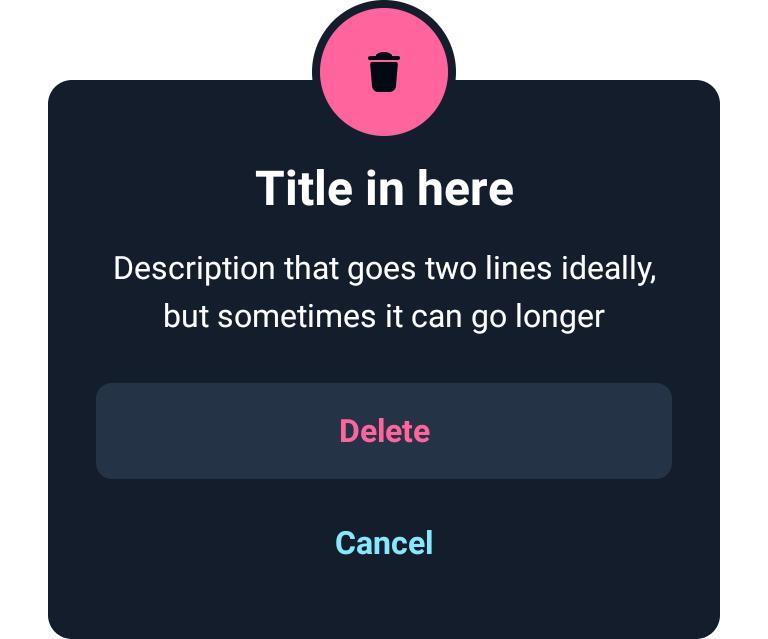 Title in here
Description that goes two lines ideally,
but sometimes it can go longer
Delete
Cancel